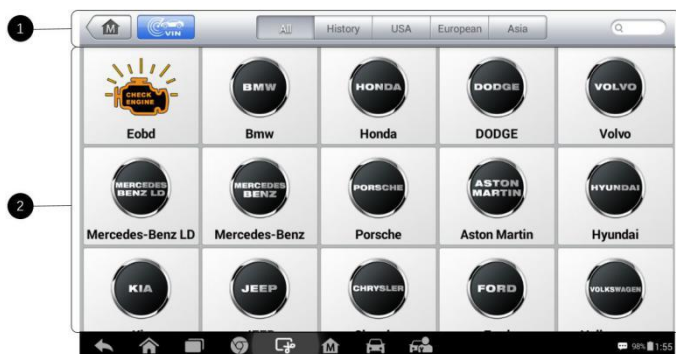 1
M
VIN
All
History
USA
European
Asia
2
CHECK
ENGINE
Eobd
BMW
Bmw
HONDA
Honda
DODGE
DODGE
VOLVO
Volvo
MERCEDES
BENZ LD
Mercedes-Benz LD
MERCEDES
BENZ
Mercedes-Benz
PORSCHE
Porsche
ASTON
MARTIN
Aston Martin
HYUNDAI
Hyundai
KIA
JEEP
CHRYSLER
FORD
VOLKSWAGEN
M
98%
1:55